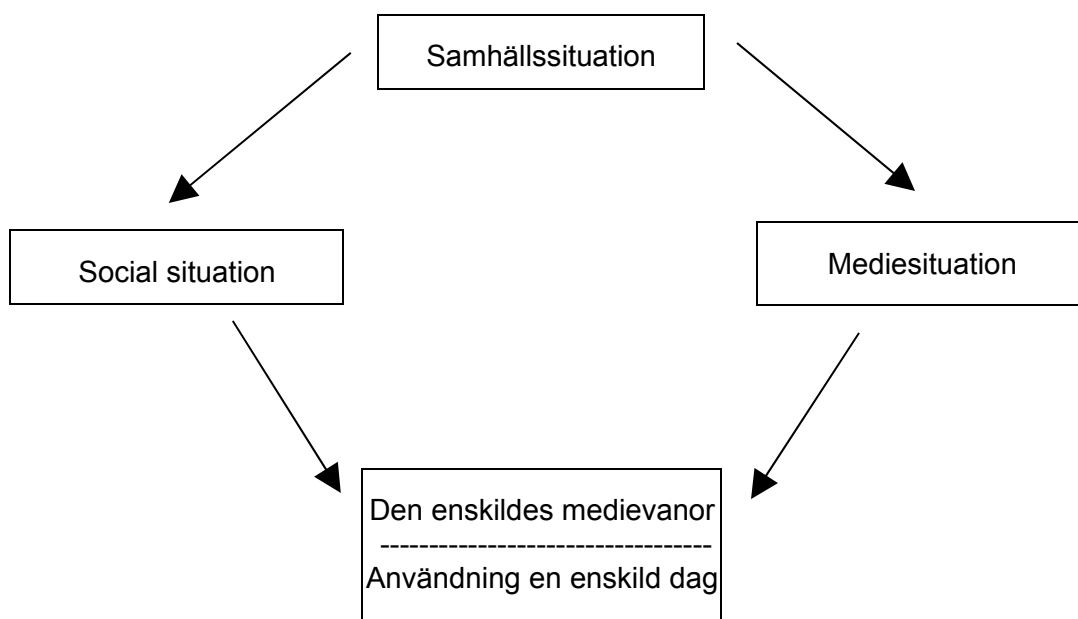 Samhällssituation
Social situation
Mediesituation
Den enskildes medievanor
----------------------------------
Användning en enskild dag